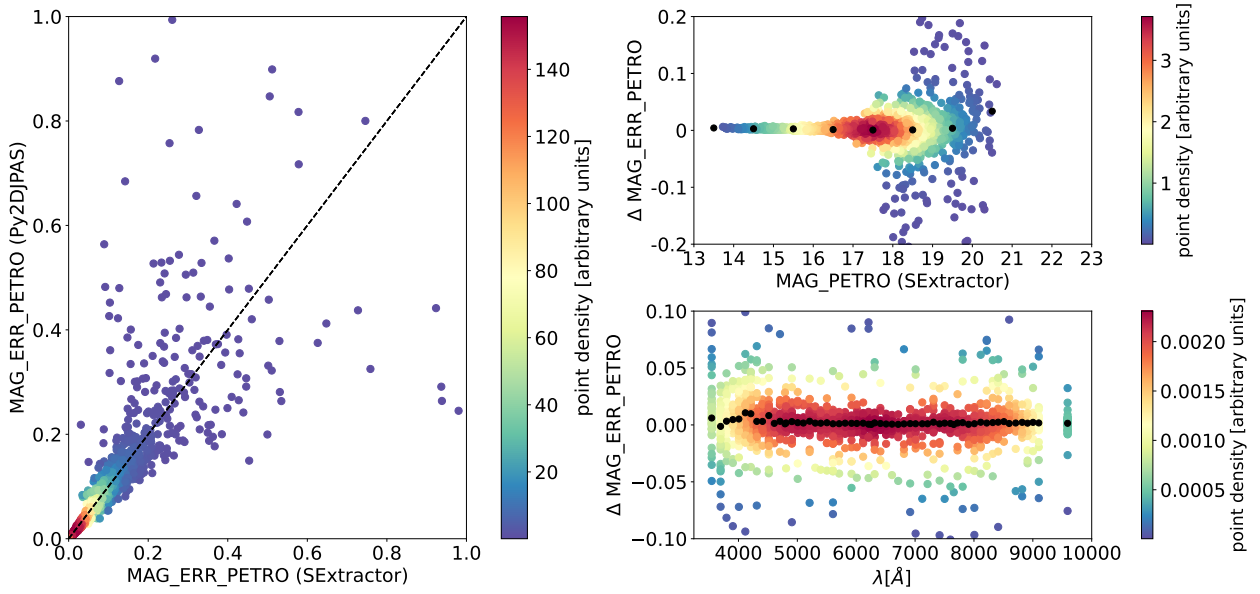 1.0
0.8
0.6
0.4
0.2
0.0
MAG_ERR_PETRO (Py2DJPAS)
0.0 0.2 0.4 0.6 0.8 1.0
MAG_ERR_PETRO (SExtractor)
140
120
100
80
60
40
20
point density [arbitrary units]
0.2
0.1
0
-0.1
-0.2
Δ MAG_ERR_PETRO
13 14 15 16 17 18 19 20 21 22 23
MAG_PETRO (SExtractor)
3
2
1
point density [arbitrary units]
0.10
0.05
0.00
−0.05
−0.10
Δ MAG_ERR_PETRO
4000 5000 6000 7000 8000 9000 10000
λ[Å]
0.0020
0.0015
0.0010
0.0005
point density [arbitrary units]